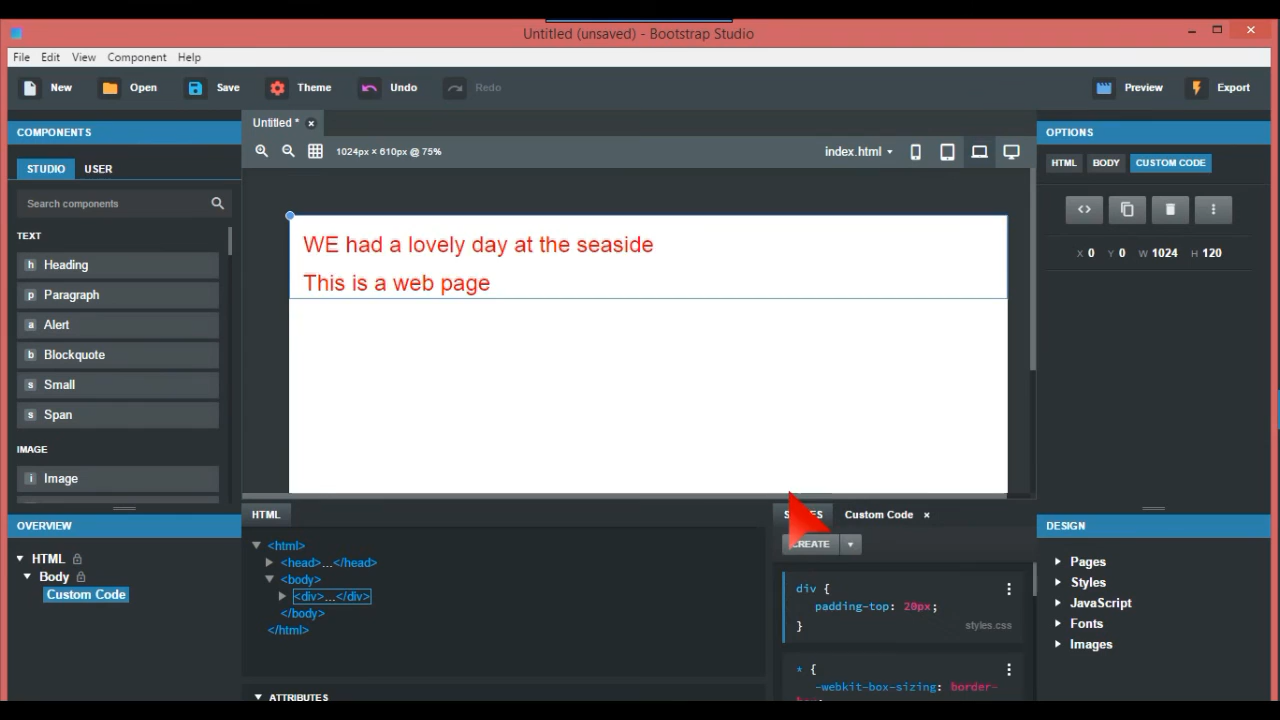 Untitled (unsaved) - Bootstrap Studio
File Edit View Component Help
New Open Save Theme Undo Redo Preview Export
COMPONENTS
STUDIO USER
Search components
TEXT
h Heading
p Paragraph
a Alert
b Blockquote
s Small
s Span
IMAGE
i Image
OVERVIEW
HTML
Body
Custom Code
Untitled *
1024px × 610px @ 75%
index.html
WE had a lovely day at the seaside
This is a web page
HTML
<html>
<head>...</head>
<body>
<div>...</div>
</body>
</html>
ATTRIBUTES
Custom Code ×
CREATE
div {
padding-top: 20px;
}
styles.css
* {
-webkit-box-sizing: border-
OPTIONS
HTML BODY CUSTOM CODE
X 0 Y 0 W 1024 H 120
DESIGN
Pages
Styles
JavaScript
Fonts
Images